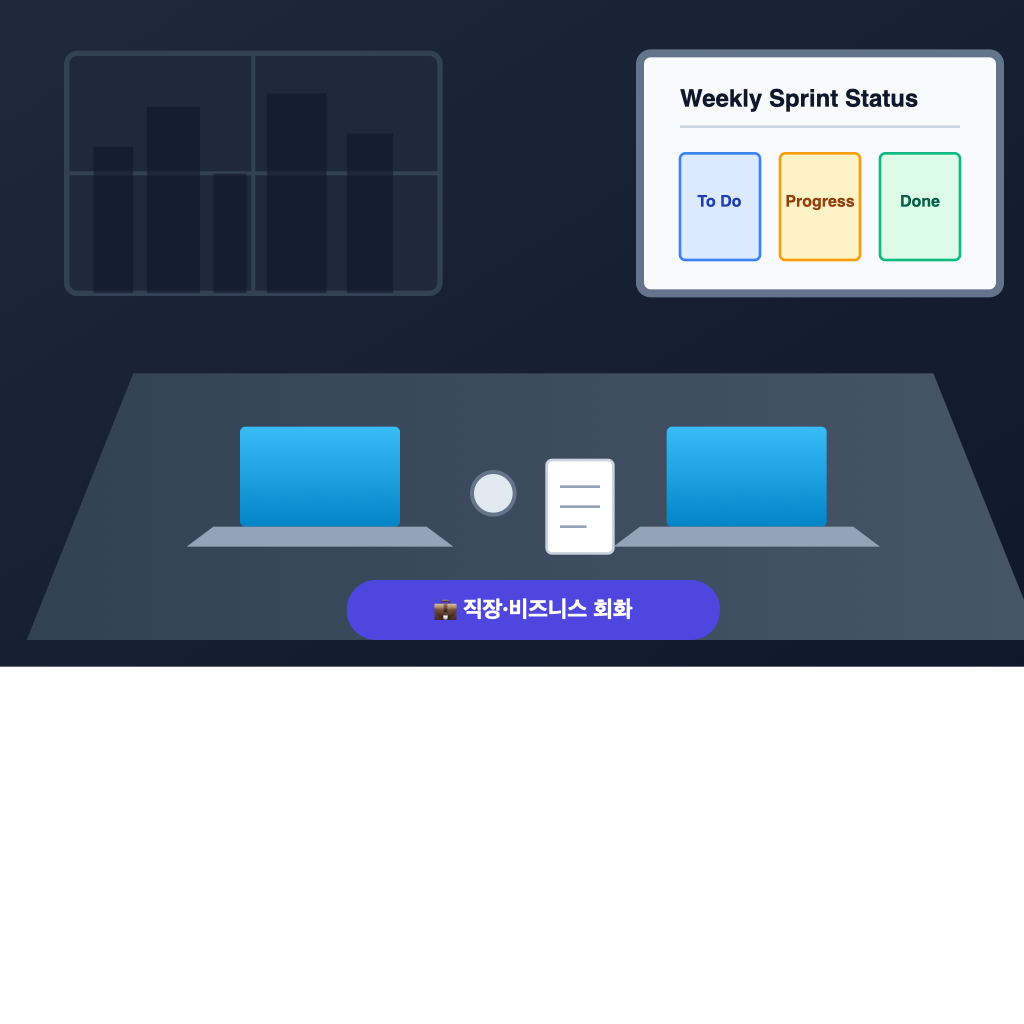 Weekly Sprint Status
To Do
Progress
Done
💼 직장·비즈니스 회화